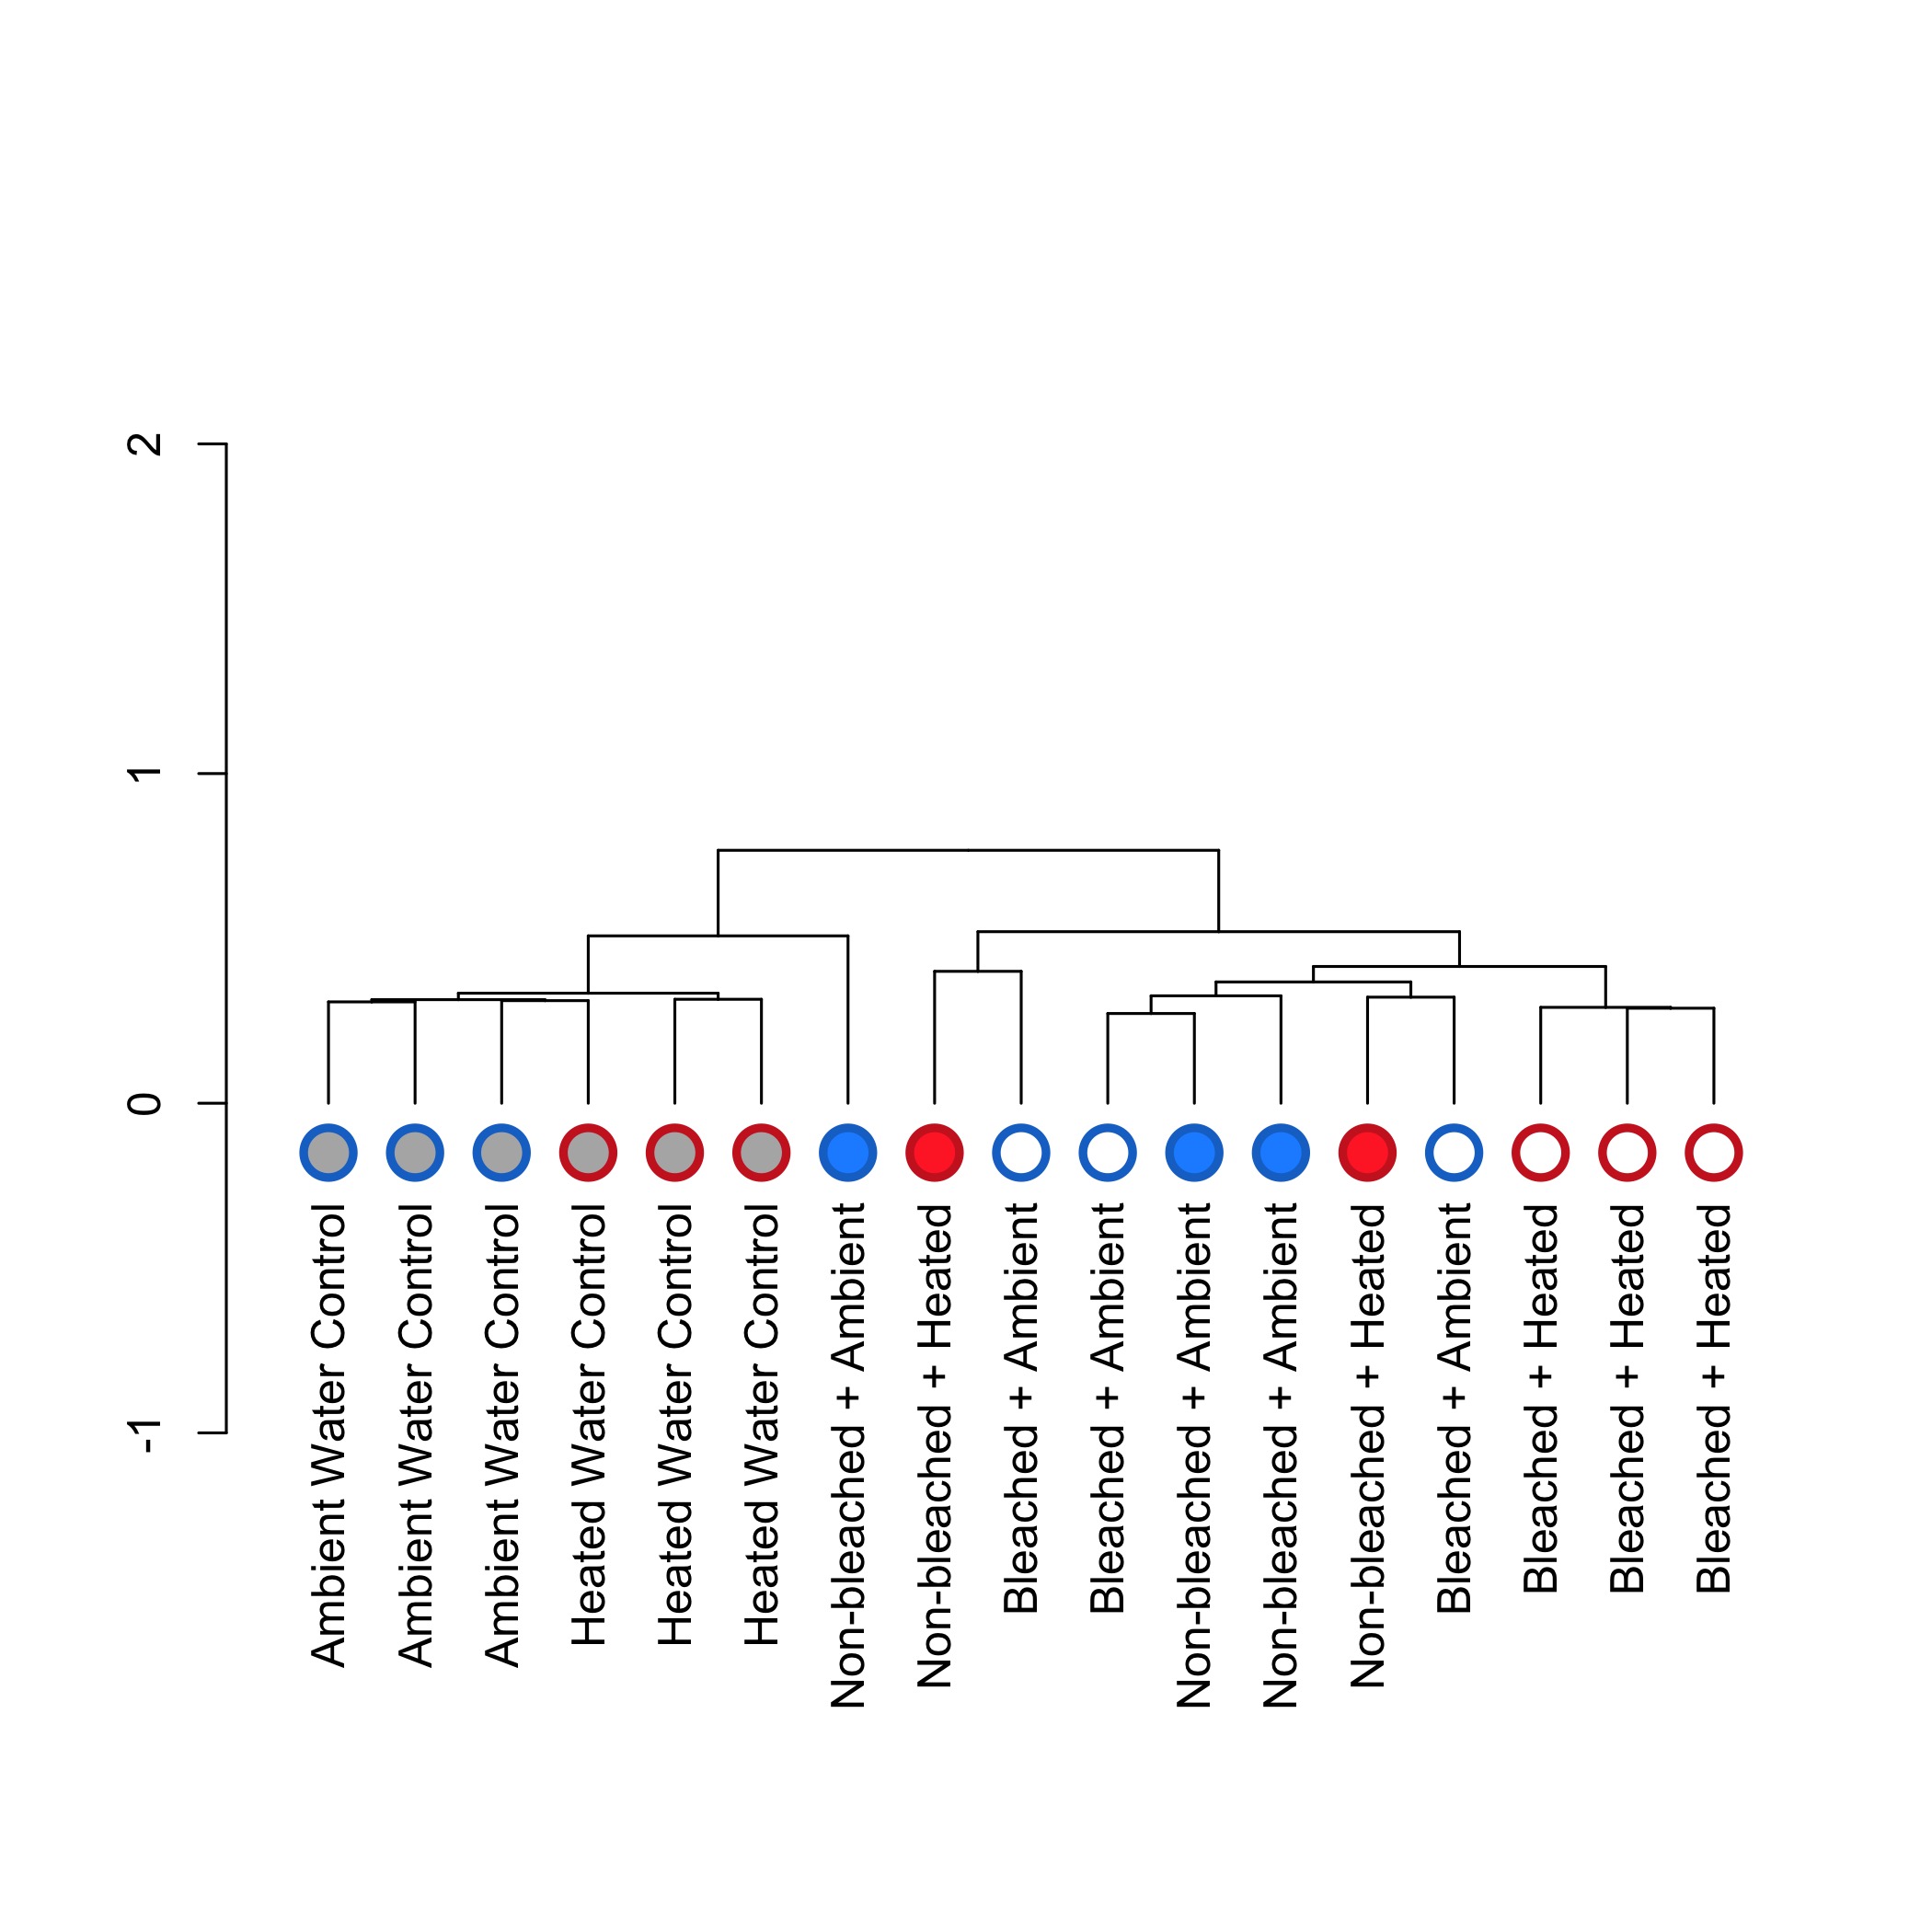 2
1
0
-1
Ambient Water Control
Ambient Water Control
Ambient Water Control
Heated Water Control
Heated Water Control
Heated Water Control
Non-bleached + Ambient
Non-bleached + Heated
Bleached + Ambient
Bleached + Ambient
Non-bleached + Ambient
Non-bleached + Ambient
Non-bleached + Heated
Bleached + Ambient
Bleached + Heated
Bleached + Heated
Bleached + Heated